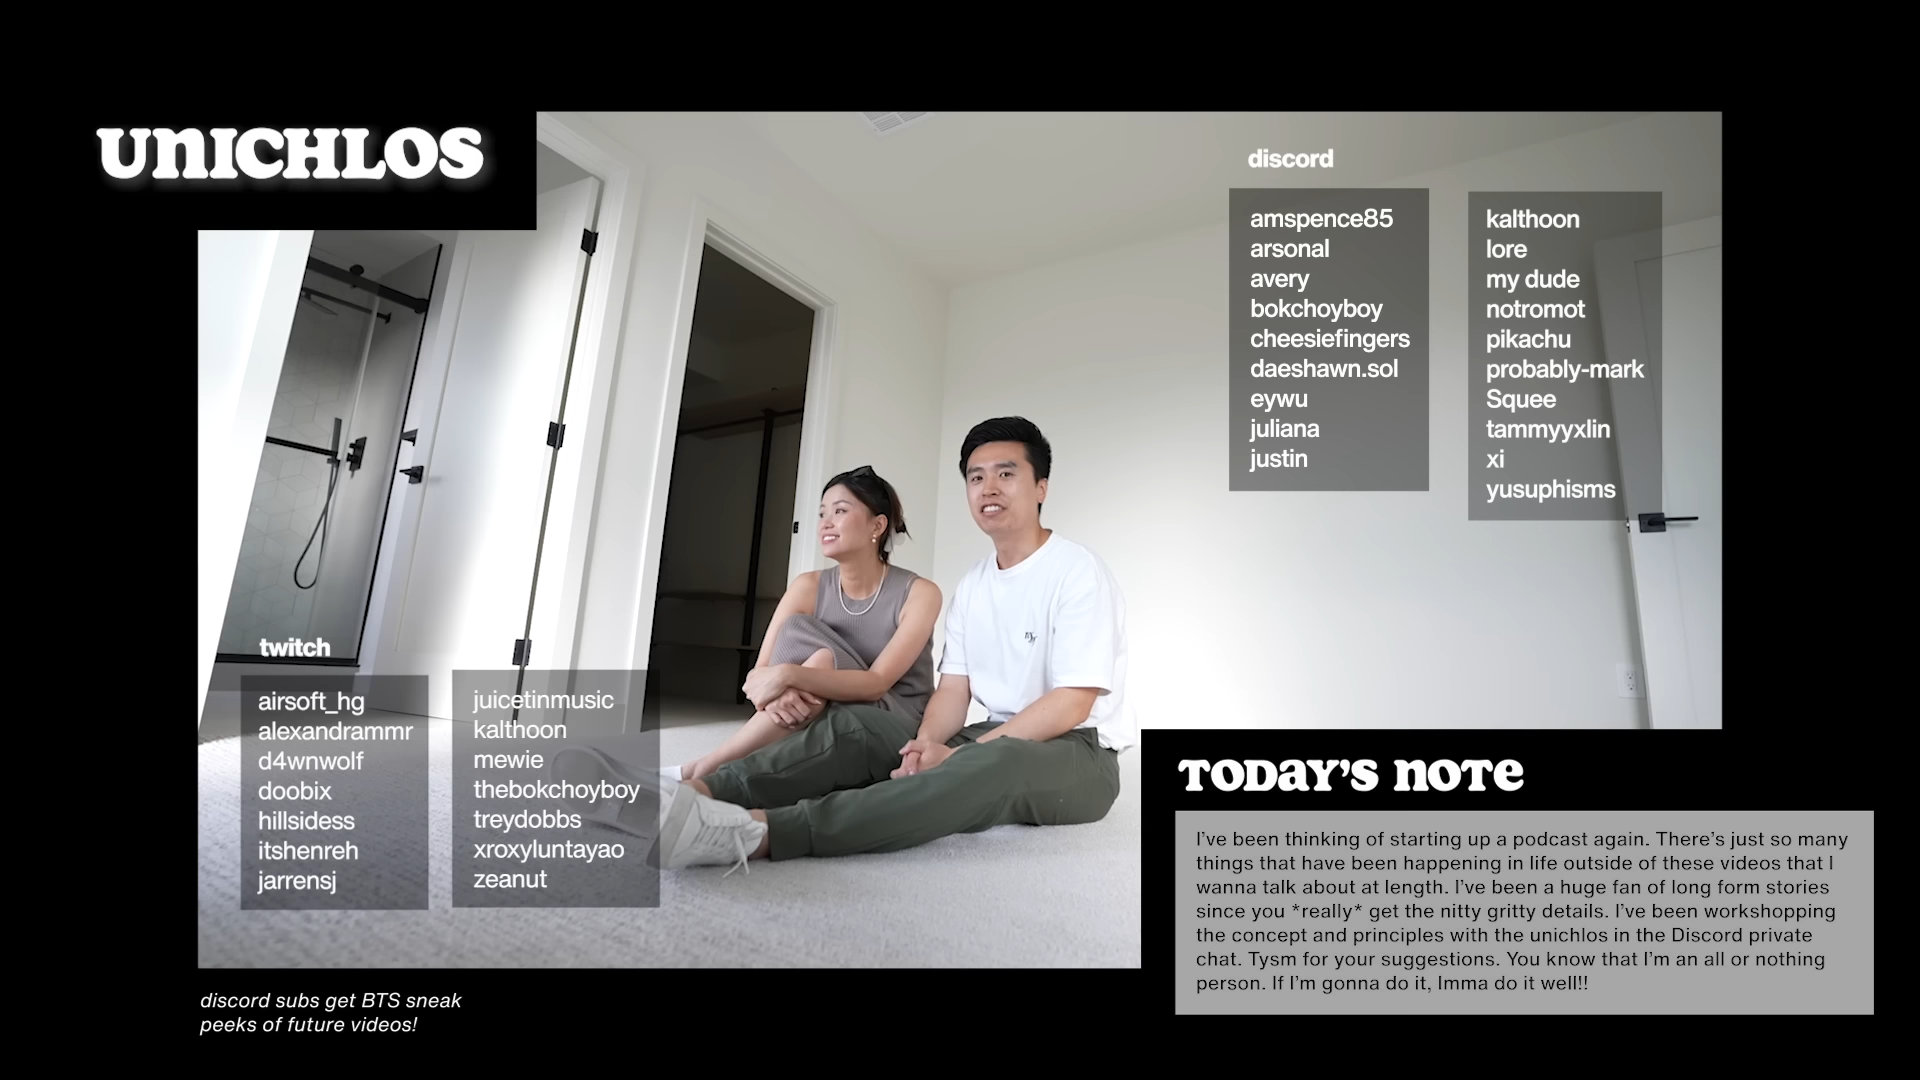 UNICHLOS
discord
amspence85
arsonal
avery
bokchoyboy
cheesiefingers
daeshawn.sol
eywu
juliana
justin
kalthoon
lore
my dude
notromot
pikachu
probably-mark
Squee
tammyyxlin
xi
yusuphisms
twitch
airsoft_hg
alexandrammr
d4wnwolf
doobix
hillsidess
itshenreh
jarrensj
juicetinmusic
kalthoon
mewie
thebokchoyboy
treydobbs
xroxyluntayao
zeanut
TODAY'S NOTE
I've been thinking of starting up a podcast again. There's just so many
things that have been happening in life outside of these videos that I
wanna talk about at length. I've been a huge fan of long form stories
since you *really* get the nitty gritty details. I've been workshopping
the concept and principles with the unichlos in the Discord private
chat. Tysm for your suggestions. You know that I'm an all or nothing
person. If I'm gonna do it, Imma do it well!!
discord subs get BTS sneak
peeks of future videos!